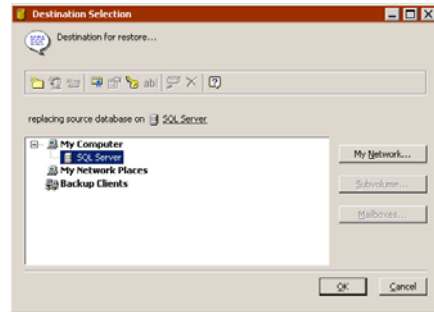 Destination Selection
Destination for restore...
ab|
replacing source database on SQL Server
My Computer
SQL Server
My Network Places
Backup Clients
My Network...
Subvolume...
Mailboxes...
OK
Cancel